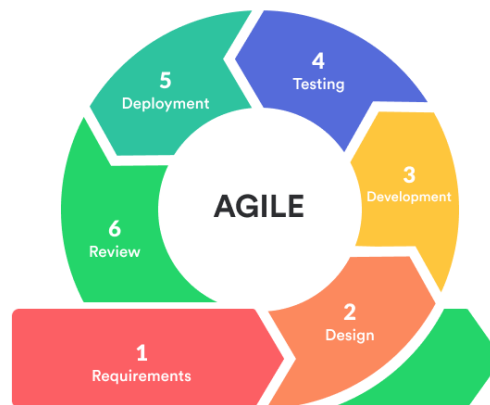 5
Deployment
4
Testing
AGILE
3
Development
6
Review
2
Design
1
Requirements